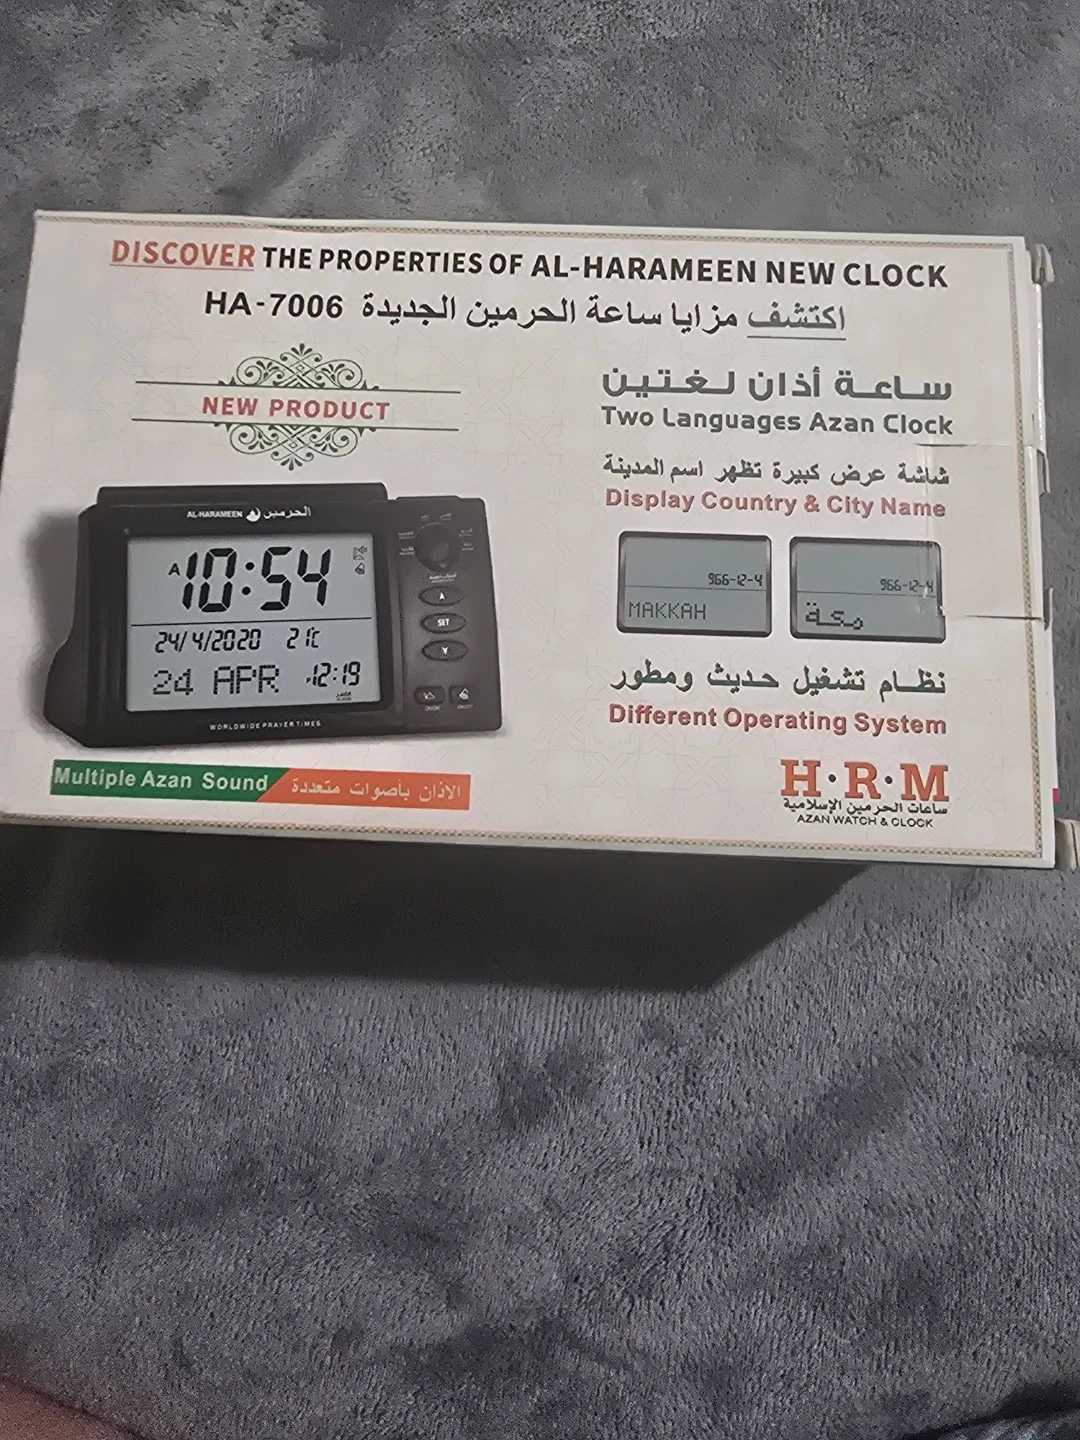 DISCOVER THE PROPERTIES OF AL-HARAMEEN NEW CLOCK
اكتشف مزايا ساعة الحرمين الجديدة HA-7006
NEW PRODUCT
ساعة أذان لغتين
Two Languages Azan Clock
شاشة عرض كبيرة تظهر اسم المدينة
Display Country & City Name
966-12-4
MAKKAH
966-12-4
مكة
نظام تشغيل حديث ومطور
Different Operating System
AL-HARAMEEN الحرمين
A 10:54
24/4/2020 21°C
24 APR P12:19
WORLDWIDE PRAYER TIMES
SET
Multiple Azan Sound الاذان بأصوات متعددة
H·R·M
ساعات الحرمين الإسلامية
AZAN WATCH & CLOCK